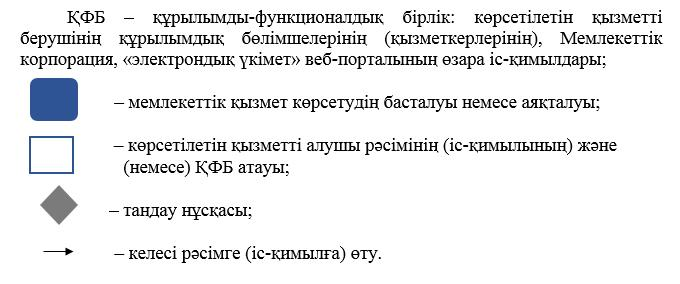 ҚФБ – құрылымды-функционалдық бірлік: көрсетілетін қызметті
берушінің құрылымдық бөлімшелерінің (қызметкерлерінің), Мемлекеттік
корпорация, «электрондық үкімет» веб-порталының өзара іс-қимылдары;
– мемлекеттік қызмет көрсетудің басталуы немесе аяқталуы;
– көрсетілетін қызметті алушы рәсімінің (іс-қимылының) және
(немесе) ҚФБ атауы;
– таңдау нұсқасы;
– келесі рәсімге (іс-қимылға) өту.